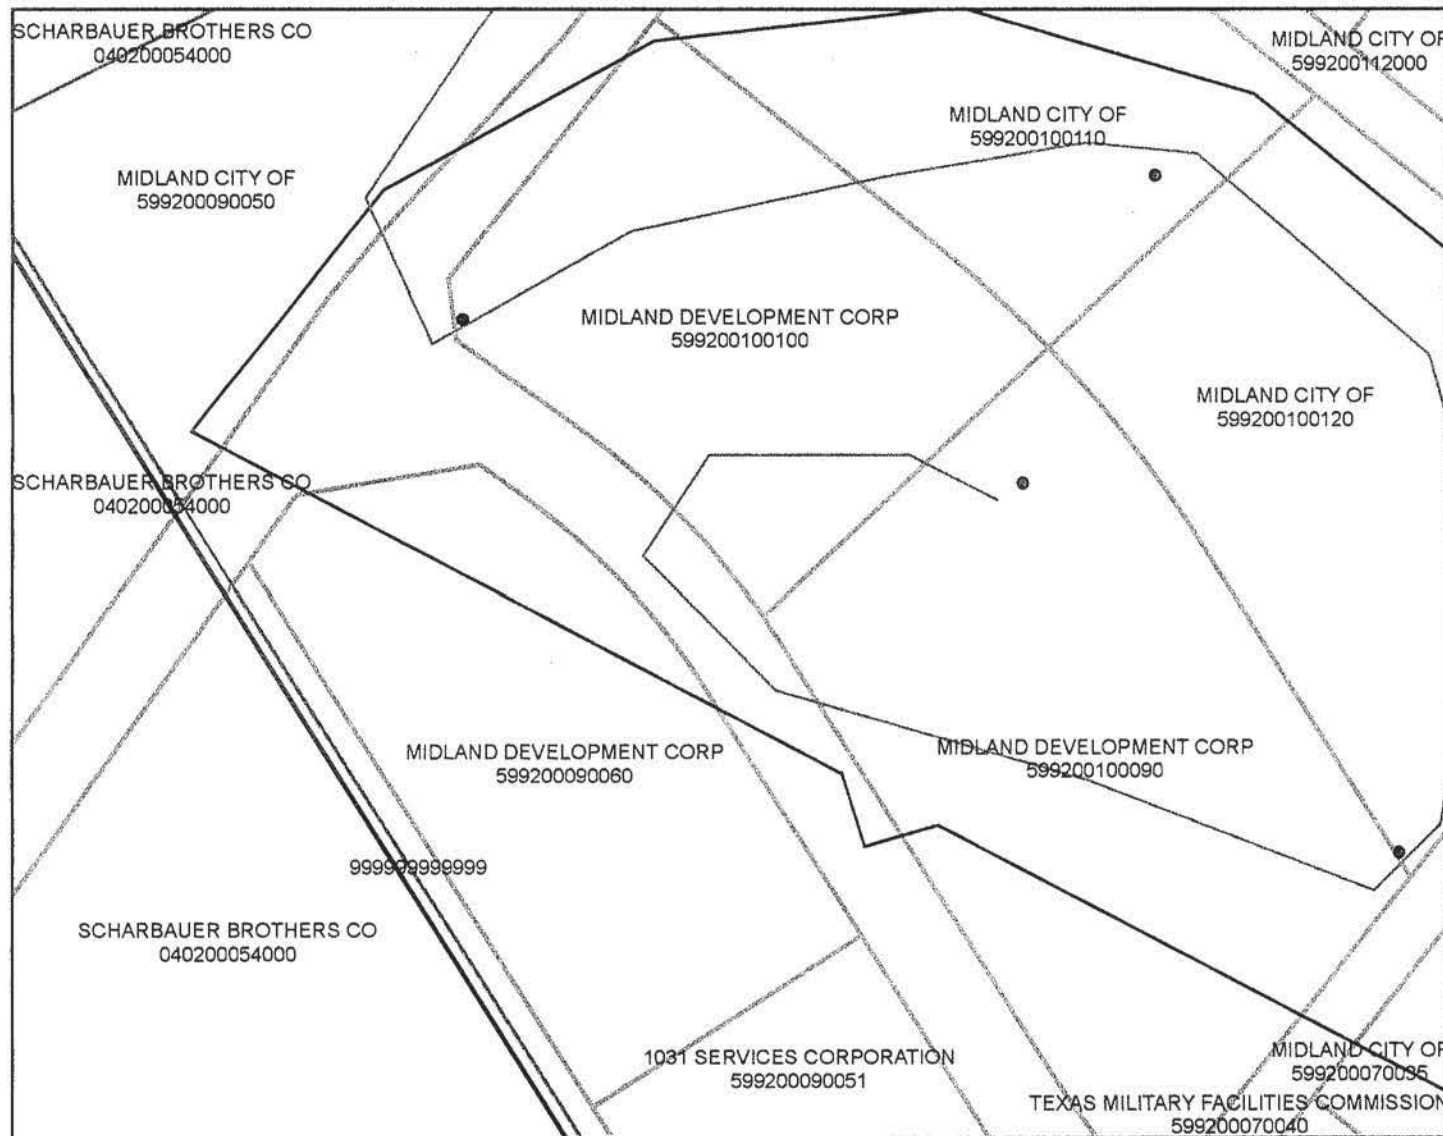 SCHARBAUER BROTHERS CO
040200054000
MIDLAND CITY OF
599200112000
MIDLAND CITY OF
599200100110
MIDLAND CITY OF
599200090050
MIDLAND DEVELOPMENT CORP
599200100100
MIDLAND CITY OF
599200100120
SCHARBAUER BROTHERS CO
040200054000
MIDLAND DEVELOPMENT CORP
599200090060
MIDLAND DEVELOPMENT CORP
599200100090
999999999999
SCHARBAUER BROTHERS CO
040200054000
1031 SERVICES CORPORATION
599200090051
MIDLAND CITY OF
599200070035
TEXAS MILITARY FACILITIES COMMISSION
599200070040